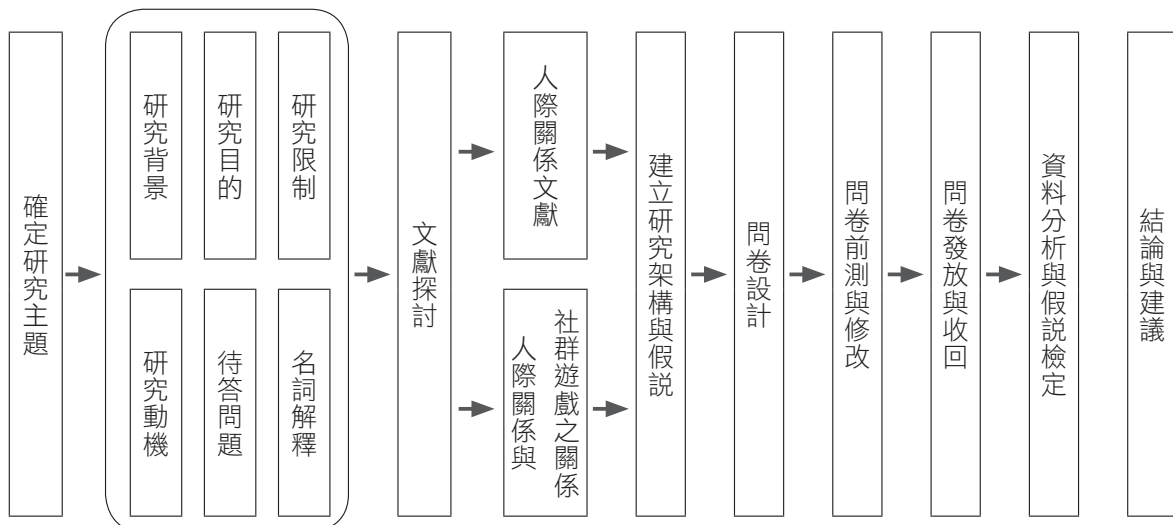 確定研究主題
研究背景
研究目的
研究限制
研究動機
待答問題
名詞解釋
文獻探討
人際關係文獻
人際關係與
社群遊戲之關係
建立研究架構與假說
問卷設計
問卷前測與修改
問卷發放與收回
資料分析與假說檢定
結論與建議